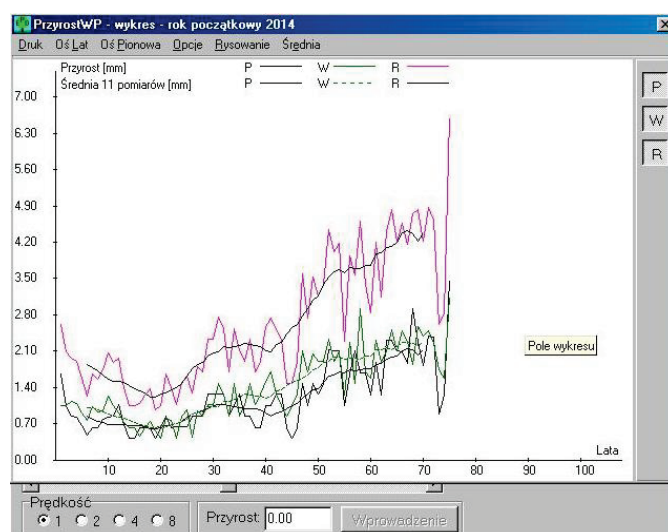 PrzyrostWP - wykres - rok początkowy 2014
Druk Oś Lat Oś Pionowa Opcje Rysowanie Średnia
Przyrost [mm] P W R
Średnia 11 pomiarów [mm] P W R
7.00
6.30
5.60
4.90
4.20
3.50
2.80
2.10
1.40
0.70
0.00
10 20 30 40 50 60 70 80 90 100
Lata
P
W
R
Pole wykresu
Prędkość
1 2 4 8
Przyrost: 0.00 Wprowadzenie